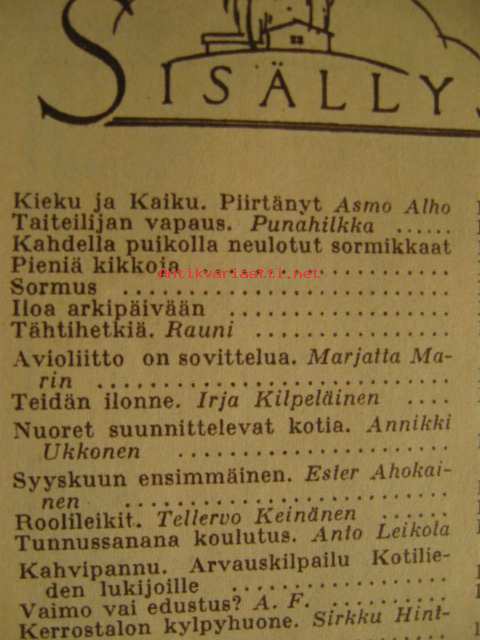 SISÄLLYS
Kieku ja Kaiku. Piirtänyt Asmo Alho
Taiteilijan vapaus. Punahilkka ......
Kahdella puikolla neulotut sormikkaat
Pieniä kikkoja ..................
antikvariaatti.net
Sormus ........................
Iloa arkipäivään ..................
Tähtihetkiä. Rauni ...............
Avioliitto on sovittelua. Marjatta Ma-
rin ..........................
Teidän ilonne. Irja Kilpeläinen ....
Nuoret suunnittelevat kotia. Annikki
Ukkonen ....................
Syyskuun ensimmäinen. Ester Ahokai-
nen ........................
Roolileikit. Tellervo Keinänen ......
Tunnussanana koulutus. Anto Leikola
Kahvipannu. Arvauskilpailu Kotilie-
den lukijoille ................
Vaimo vai edustus? A. F. ..........
Kerrostalon kylpyhuone. Sirkku Hint-